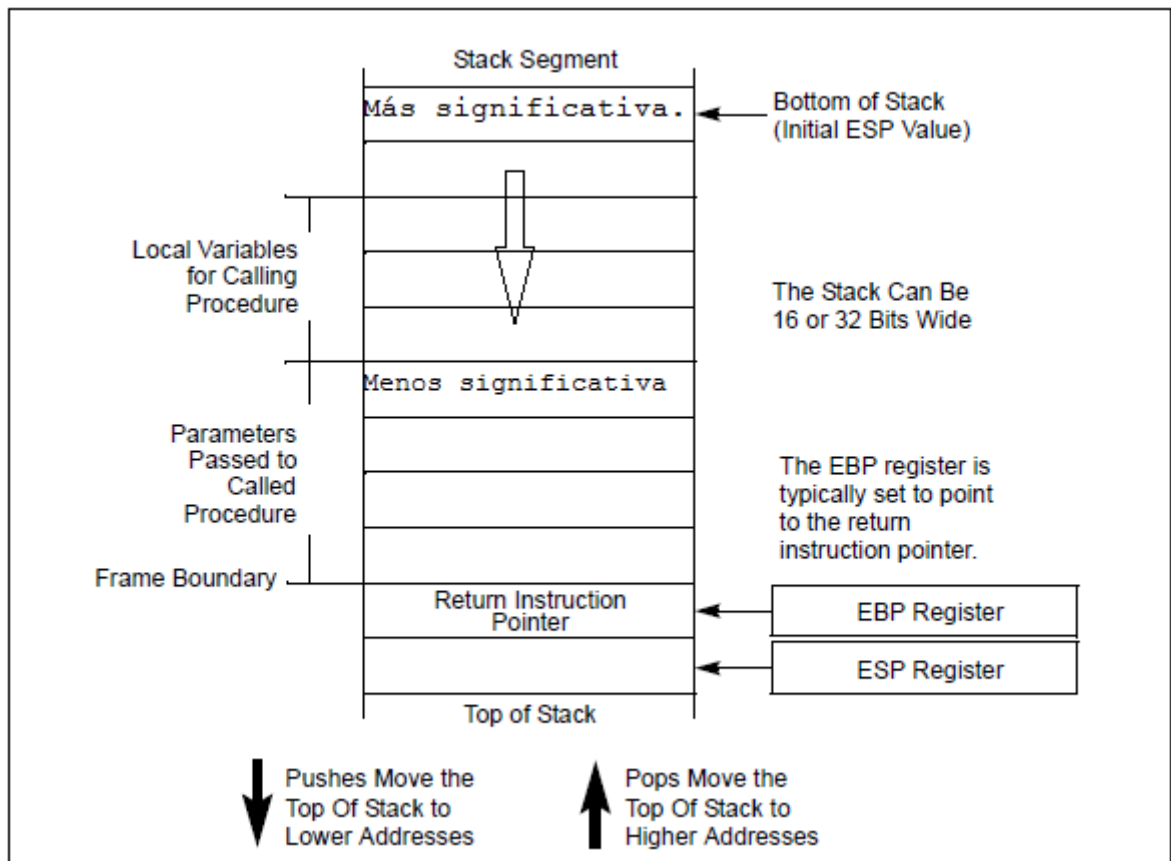 Stack Segment
Más significativa.
Bottom of Stack
(Initial ESP Value)
Local Variables
for Calling
Procedure
The Stack Can Be
16 or 32 Bits Wide
Menos significativa
Parameters
Passed to
Called
Procedure
The EBP register is
typically set to point
to the return
instruction pointer.
Frame Boundary
Return Instruction
Pointer
EBP Register
ESP Register
Top of Stack
Pushes Move the
Top Of Stack to
Lower Addresses
Pops Move the
Top Of Stack to
Higher Addresses